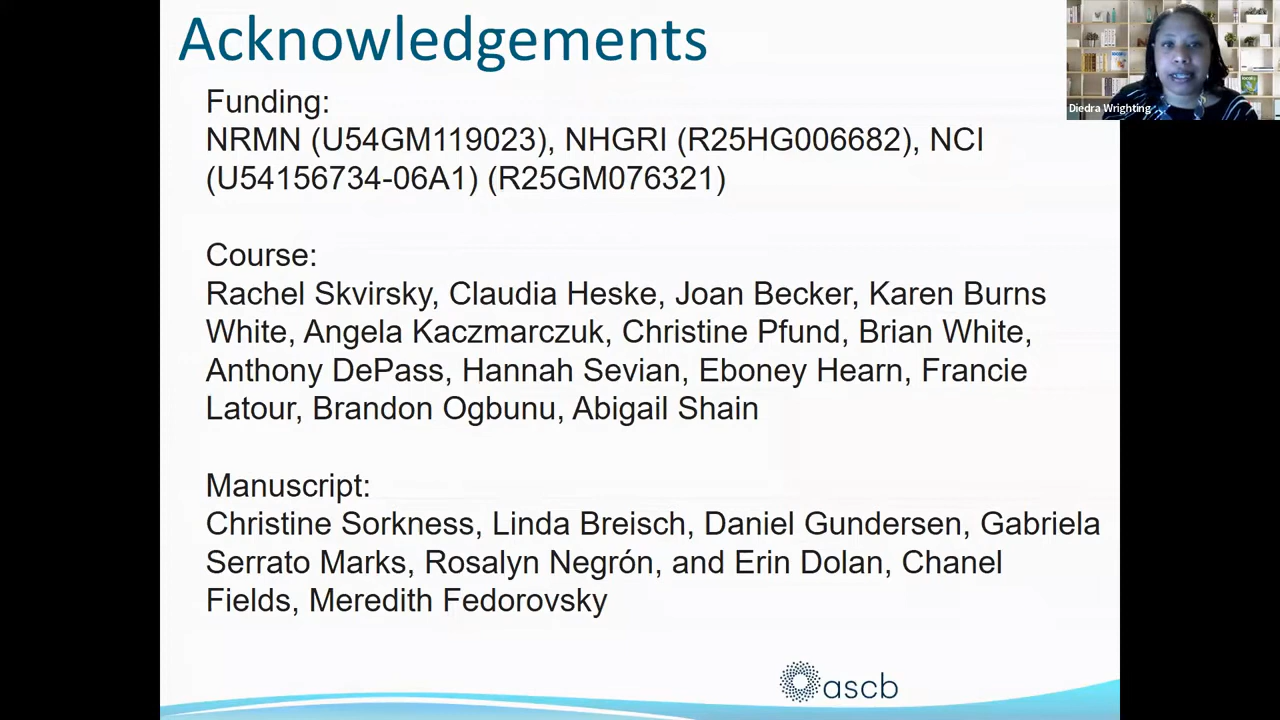 Acknowledgements
Funding:
NRMN (U54GM119023), NHGRI (R25HG006682), NCI
(U54156734-06A1) (R25GM076321)
Course:
Rachel Skvirsky, Claudia Heske, Joan Becker, Karen Burns
White, Angela Kaczmarczuk, Christine Pfund, Brian White,
Anthony DePass, Hannah Sevian, Eboney Hearn, Francie
Latour, Brandon Ogbunu, Abigail Shain
Manuscript:
Christine Sorkness, Linda Breisch, Daniel Gundersen, Gabriela
Serrato Marks, Rosalyn Negrón, and Erin Dolan, Chanel
Fields, Meredith Fedorovsky
ascb
Diedra Wrighting